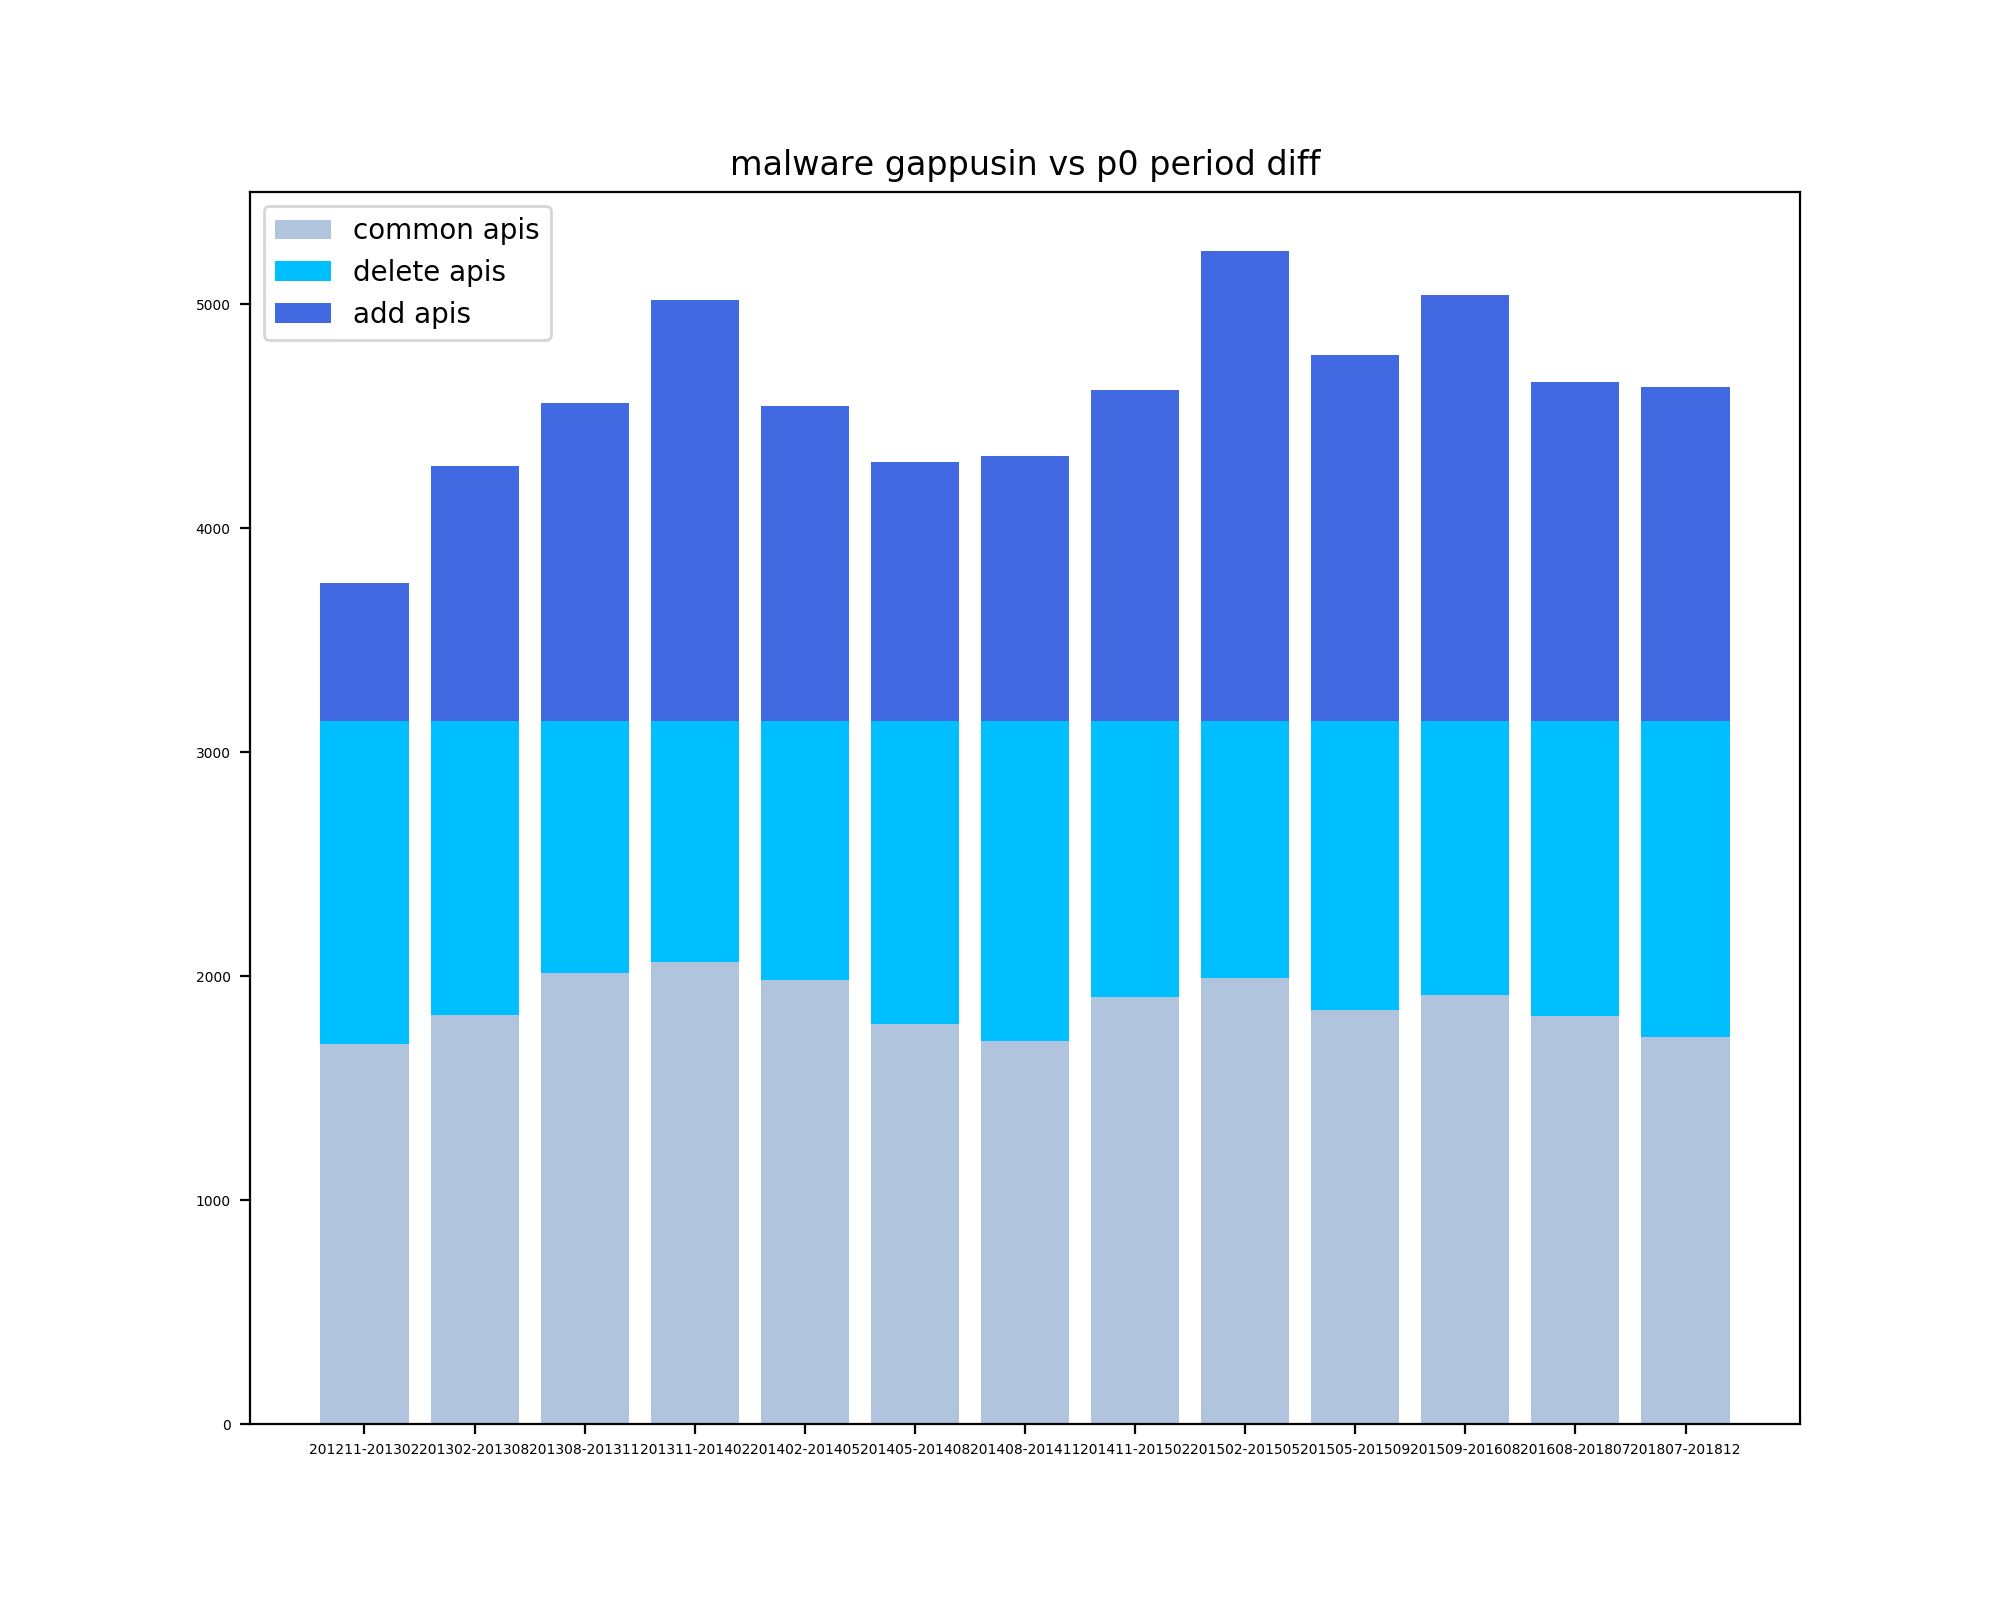 malware gappusin vs p0 period diff
common apis
delete apis
add apis
5000
4000
3000
2000
1000
0
201211-201302 201302-201308 201308-201311 201311-201402 201402-201405 201405-201408 201408-201411 201411-201502 201502-201505 201505-201509 201509-201608 201608-201807 201807-201812